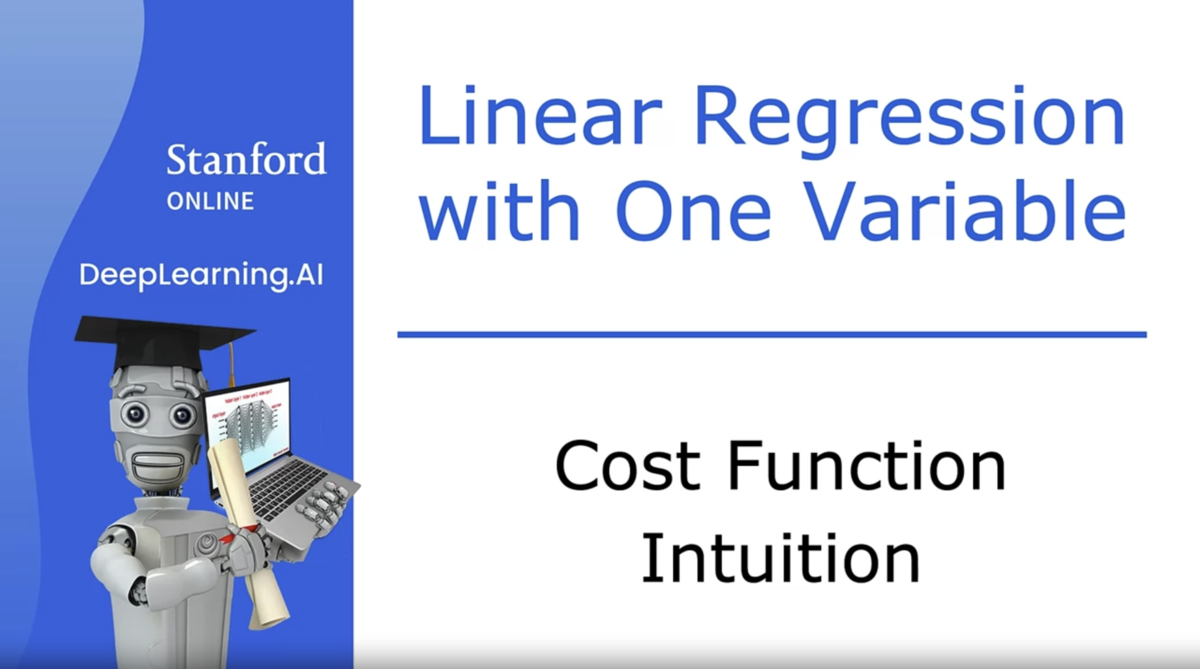 Stanford
ONLINE
DeepLearning.AI
Linear Regression
with One Variable
Cost Function
Intuition